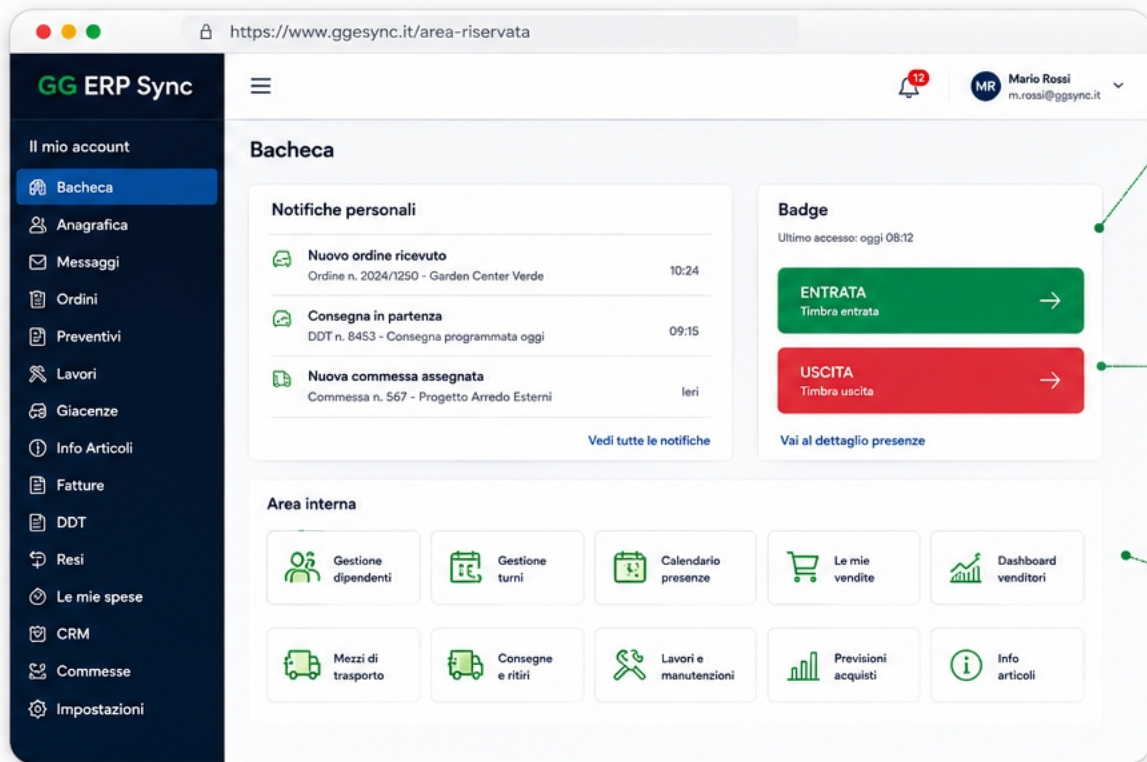 https://www.ggesync.it/area-riservata
GG ERP Sync
12
MR
Mario Rossi
m.rossi@ggsync.it
Il mio account
Bacheca
Anagrafica
Messaggi
Ordini
Preventivi
Lavori
Giacenze
Info Articoli
Fatture
DDT
Resi
Le mie spese
CRM
Commesse
Impostazioni
Bacheca
Notifiche personali
Nuovo ordine ricevuto
Ordine n. 2024/1250 - Garden Center Verde
10:24
Consegna in partenza
DDT n. 8453 - Consegna programmata oggi
09:15
Nuova commessa assegnata
Commessa n. 567 - Progetto Arredo Esterni
Ieri
Vedi tutte le notifiche
Badge
Ultimo accesso: oggi 08:12
ENTRATA
Timbra entrata
USCITA
Timbra uscita
Vai al dettaglio presenze
Area interna
Gestione
dipendenti
Gestione
turni
Calendario
presenze
Le mie
vendite
Dashboard
venditori
Mezzi di
trasporto
Consegne
e ritiri
Lavori e
manutenzioni
Previsioni
acquisti
Info
articoli